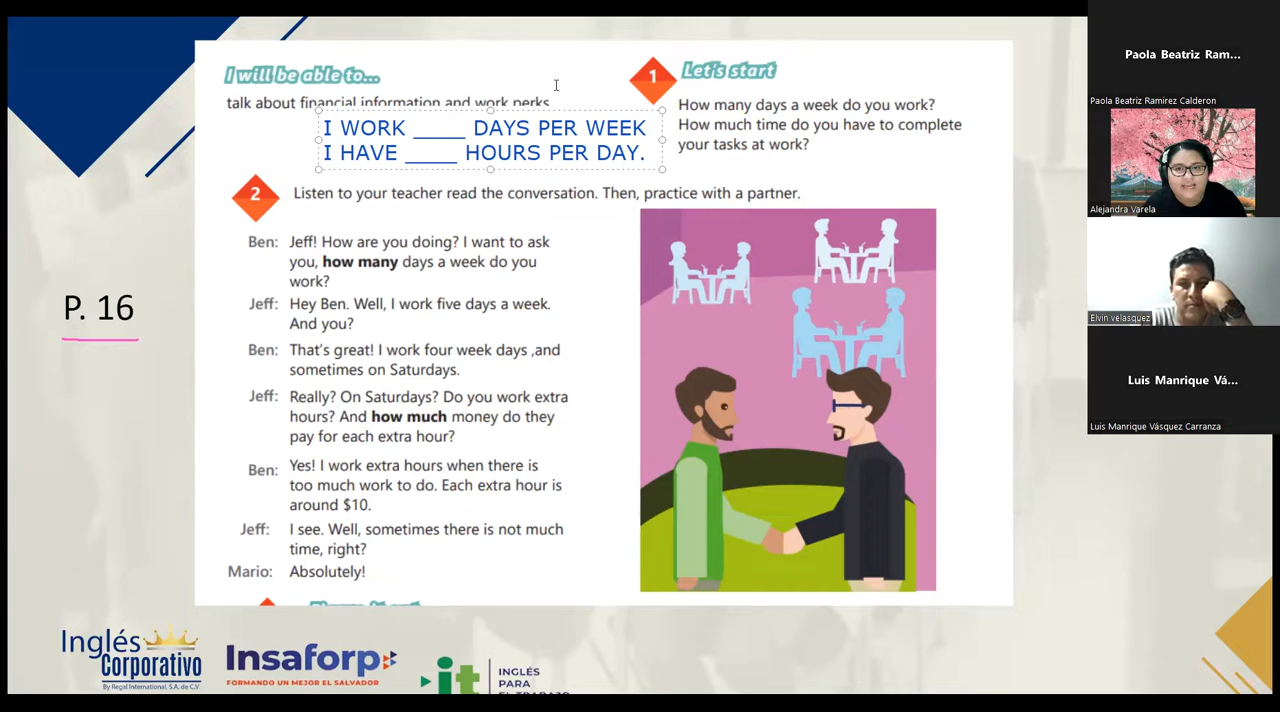 I will be able to...
talk about financial information and work perks
I WORK ____ DAYS PER WEEK
I HAVE ____ HOURS PER DAY.
1
Let's start
How many days a week do you work?
How much time do you have to complete
your tasks at work?
2
Listen to your teacher read the conversation. Then, practice with a partner.
Ben: Jeff! How are you doing? I want to ask
you, how many days a week do you
work?
Jeff: Hey Ben. Well, I work five days a week.
And you?
Ben: That's great! I work four week days ,and
sometimes on Saturdays.
Jeff: Really? On Saturdays? Do you work extra
hours? And how much money do they
pay for each extra hour?
Ben: Yes! I work extra hours when there is
too much work to do. Each extra hour is
around $10.
Jeff: I see. Well, sometimes there is not much
time, right?
Mario: Absolutely!
P. 16
Inglés
Corporativo
By Regal International, S.A. de C.V
Insaforp
FORMANDO UN MEJOR EL SALVADOR
it
INGLÉS
PARA
EL TRABAJO
Paola Beatriz Ram...
Paola Beatriz Ramírez Calderon
Alejandra Varela
Elvin velasquez
Luis Manrique Vá...
Luis Manrique Vásquez Carranza